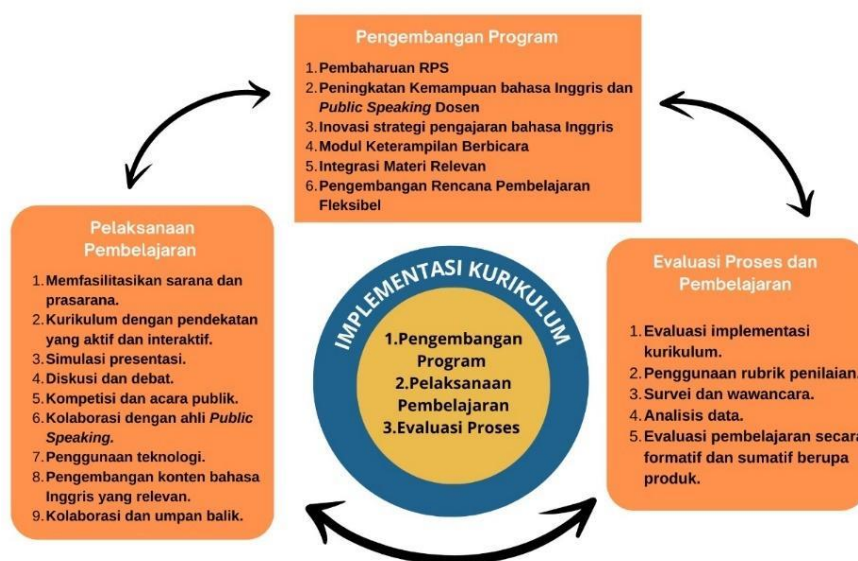 Pengembangan Program
1. Pembaharuan RPS
2. Peningkatan Kemampuan bahasa Inggris dan
Public Speaking Dosen
3. Inovasi strategi pengajaran bahasa Inggris
4. Modul Keterampilan Berbicara
5. Integrasi Materi Relevan
6. Pengembangan Rencana Pembelajaran
Fleksibel
Pelaksanaan
Pembelajaran
1. Memfasilitasikan sarana dan
prasarana.
2. Kurikulum dengan pendekatan
yang aktif dan interaktif.
3. Simulasi presentasi.
4. Diskusi dan debat.
5. Kompetisi dan acara publik.
6. Kolaborasi dengan ahli Public
Speaking.
7. Penggunaan teknologi.
8. Pengembangan konten bahasa
Inggris yang relevan.
9. Kolaborasi dan umpan balik.
IMPLEMENTASI KURIKULUM
1.Pengembangan
Program
2.Pelaksanaan
Pembelajaran
3.Evaluasi Proses
Evaluasi Proses dan
Pembelajaran
1. Evaluasi implementasi
kurikulum.
2. Penggunaan rubrik penilaian.
3. Survei dan wawancara.
4. Analisis data.
5. Evaluasi pembelajaran secara
formatif dan sumatif berupa
produk.